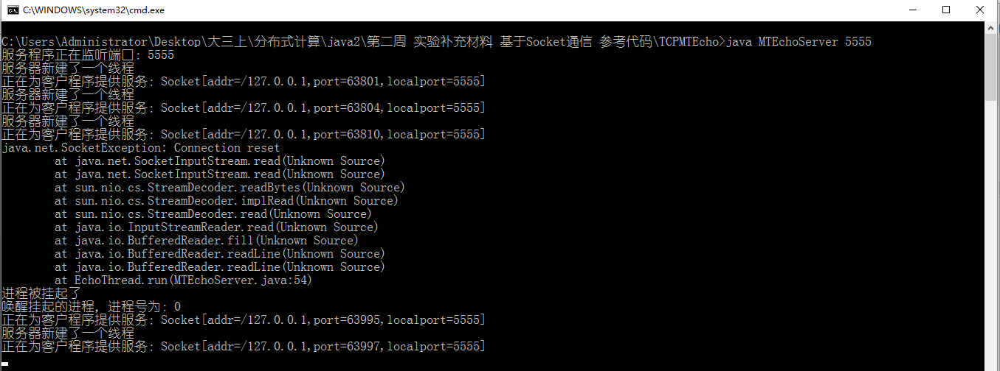 C:\WINDOWS\system32\cmd.exe
C:\Users\Administrator\Desktop\大三上\分布式计算\java2\第二周 实验补充材料 基于Socket通信 参考代码\TCPMTEcho>java MTEchoServer 5555
服务程序正在监听端口: 5555
服务器新建了一个线程
正在为客户程序提供服务: Socket[addr=/127.0.0.1,port=63801,localport=5555]
服务器新建了一个线程
正在为客户程序提供服务: Socket[addr=/127.0.0.1,port=63804,localport=5555]
服务器新建了一个线程
正在为客户程序提供服务: Socket[addr=/127.0.0.1,port=63810,localport=5555]
java.net.SocketException: Connection reset
        at java.net.SocketInputStream.read(Unknown Source)
        at java.net.SocketInputStream.read(Unknown Source)
        at sun.nio.cs.StreamDecoder.readBytes(Unknown Source)
        at sun.nio.cs.StreamDecoder.implRead(Unknown Source)
        at sun.nio.cs.StreamDecoder.read(Unknown Source)
        at java.io.InputStreamReader.read(Unknown Source)
        at java.io.BufferedReader.fill(Unknown Source)
        at java.io.BufferedReader.readLine(Unknown Source)
        at java.io.BufferedReader.readLine(Unknown Source)
        at EchoThread.run(MTEchoServer.java:54)
进程被挂起了
唤醒挂起的进程，进程号为: 0
正在为客户程序提供服务: Socket[addr=/127.0.0.1,port=63995,localport=5555]
服务器新建了一个线程
正在为客户程序提供服务: Socket[addr=/127.0.0.1,port=63997,localport=5555]